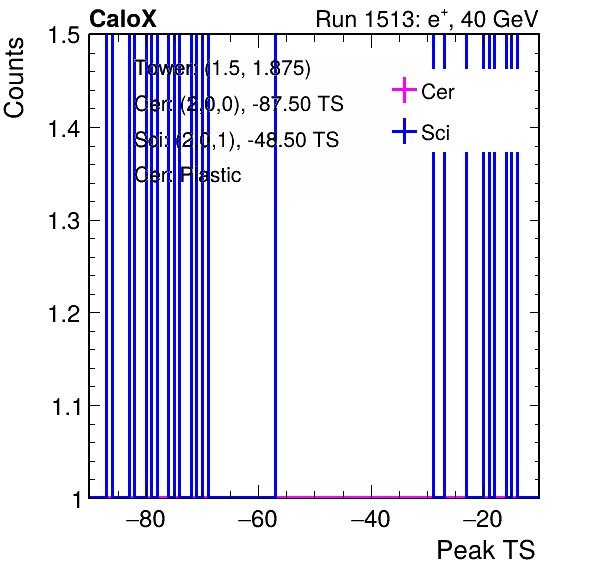 CaloX Run 1513: e+, 40 GeV
Counts
1.5
1.4
1.3
1.2
1.1
1
Tower: (1.5, 1.875)
Cer: (2,0,0), -87.50 TS
Sci: (2,0,1), -48.50 TS
Cer: Plastic
Cer
Sci
−80 −60 −40 −20
Peak TS